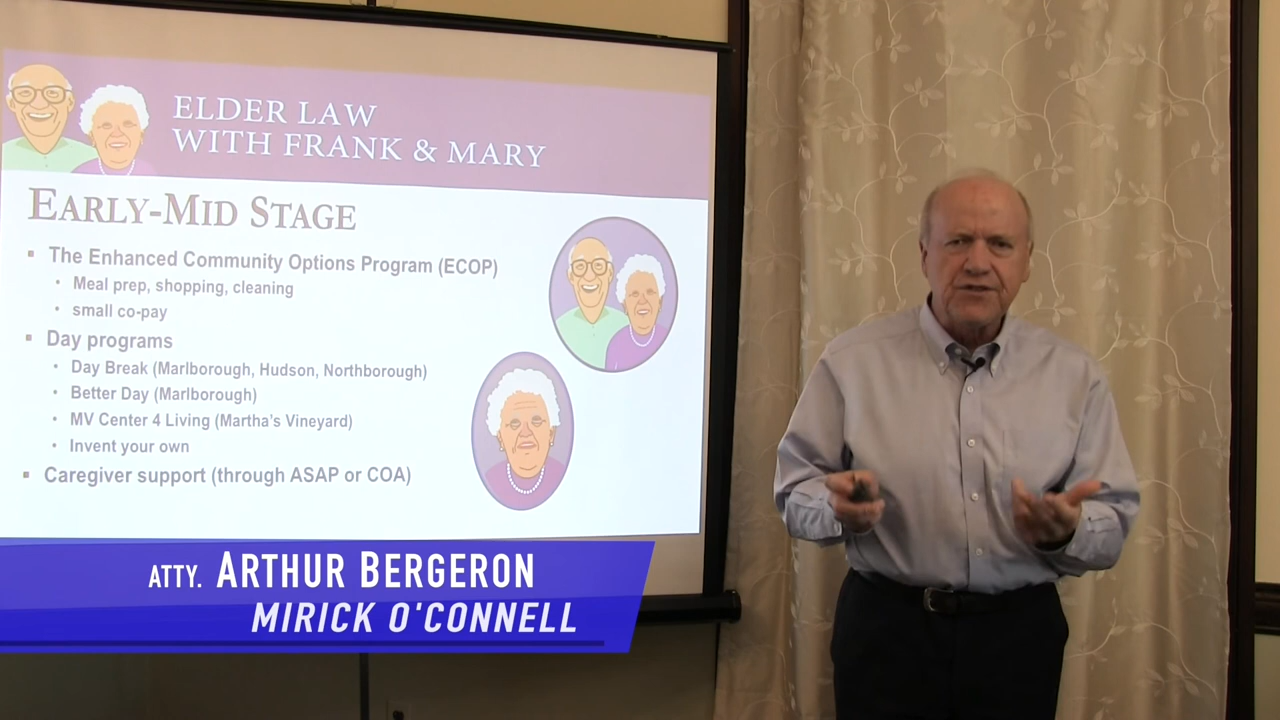 ELDER LAW
WITH FRANK & MARY
EARLY-MID STAGE
▪ The Enhanced Community Options Program (ECOP)
• Meal prep, shopping, cleaning
• small co-pay
▪ Day programs
• Day Break (Marlborough, Hudson, Northborough)
• Better Day (Marlborough)
• MV Center 4 Living (Martha's Vineyard)
• Invent your own
▪ Caregiver support (through ASAP or COA)
ATTY. ARTHUR BERGERON
MIRICK O'CONNELL